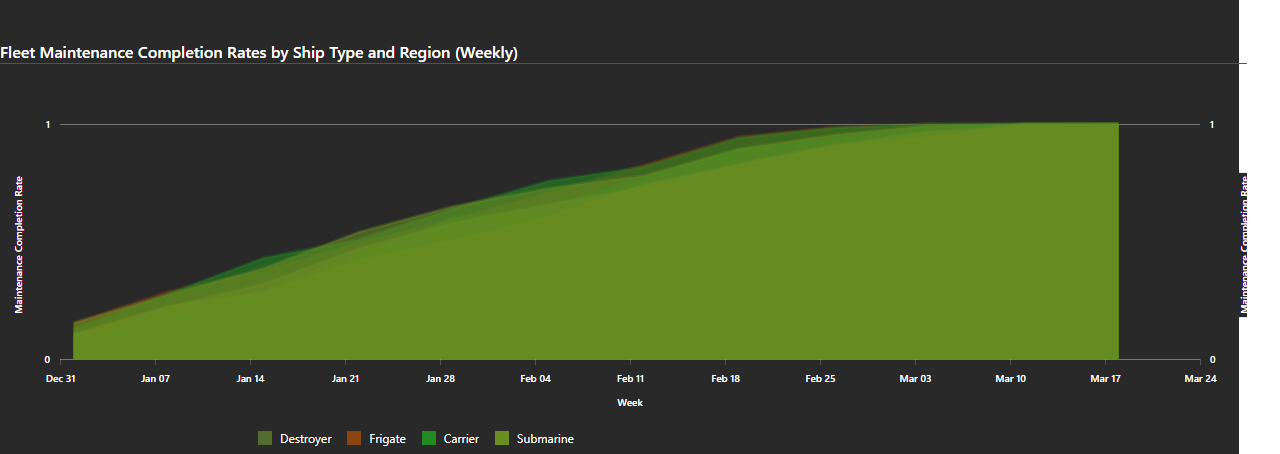 Fleet Maintenance Completion Rates by Ship Type and Region (Weekly)
1
1
Maintenance Completion Rate
Maintenance Completion Rate
0
0
Dec 31 Jan 07 Jan 14 Jan 21 Jan 28 Feb 04 Feb 11 Feb 18 Feb 25 Mar 03 Mar 10 Mar 17 Mar 24
Week
Destroyer Frigate Carrier Submarine